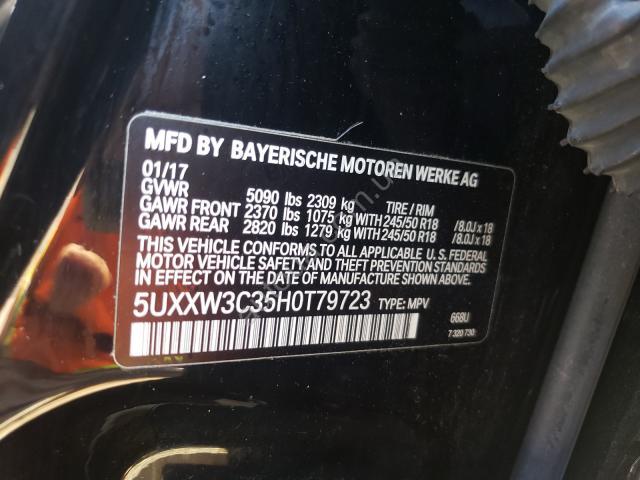 MFD BY BAYERISCHE MOTOREN WERKE AG
01/17
GVWR 5090 lbs 2309 kg TIRE / RIM
GAWR FRONT 2370 lbs 1075 kg WITH 245/50 R18 /8.0J x 18
GAWR REAR 2820 lbs 1279 kg WITH 245/50 R18 /8.0J x 18
THIS VEHICLE CONFORMS TO ALL APPLICABLE U. S. FEDERAL
MOTOR VEHICLE SAFETY AND THEFT PREVENTION STANDARDS
IN EFFECT ON THE DATE OF MANUFACTURE SHOWN ABOVE.
5UXXW3C35H0T79723 TYPE: MPV 668U
7 320 730